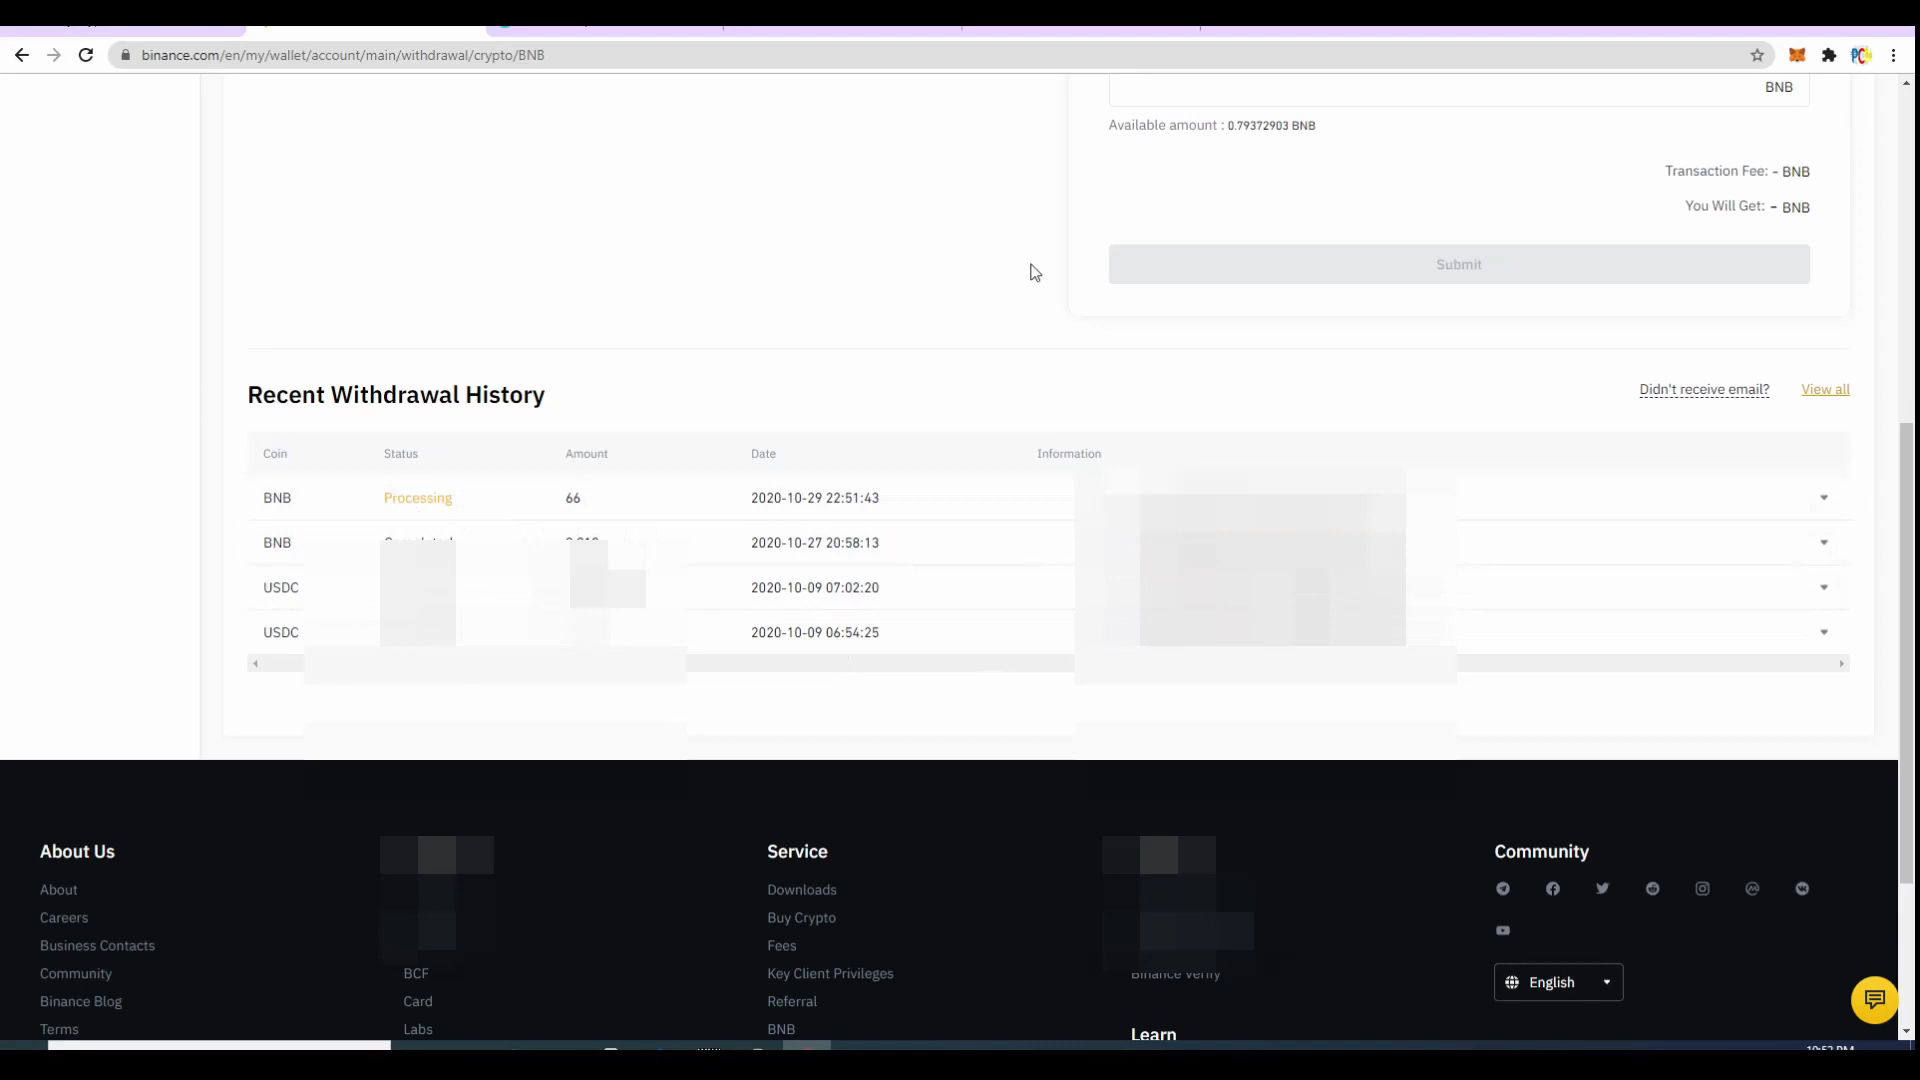 binance.com/en/my/wallet/account/main/withdrawal/crypto/BNB
BNB
Available amount : 0.79372903 BNB
Transaction Fee: - BNB
You Will Get: - BNB
Submit
Recent Withdrawal History
Didn't receive email? View all
Coin Status Amount Date Information
BNB Processing 66 2020-10-29 22:51:43
BNB 2020-10-27 20:58:13
USDC 2020-10-09 07:02:20
USDC 2020-10-09 06:54:25
About Us
About
Careers
Business Contacts
Community
Binance Blog
Terms
BCF
Card
Labs
Service
Downloads
Buy Crypto
Fees
Key Client Privileges
Referral
BNB
Binance Verify
Learn
Community
English